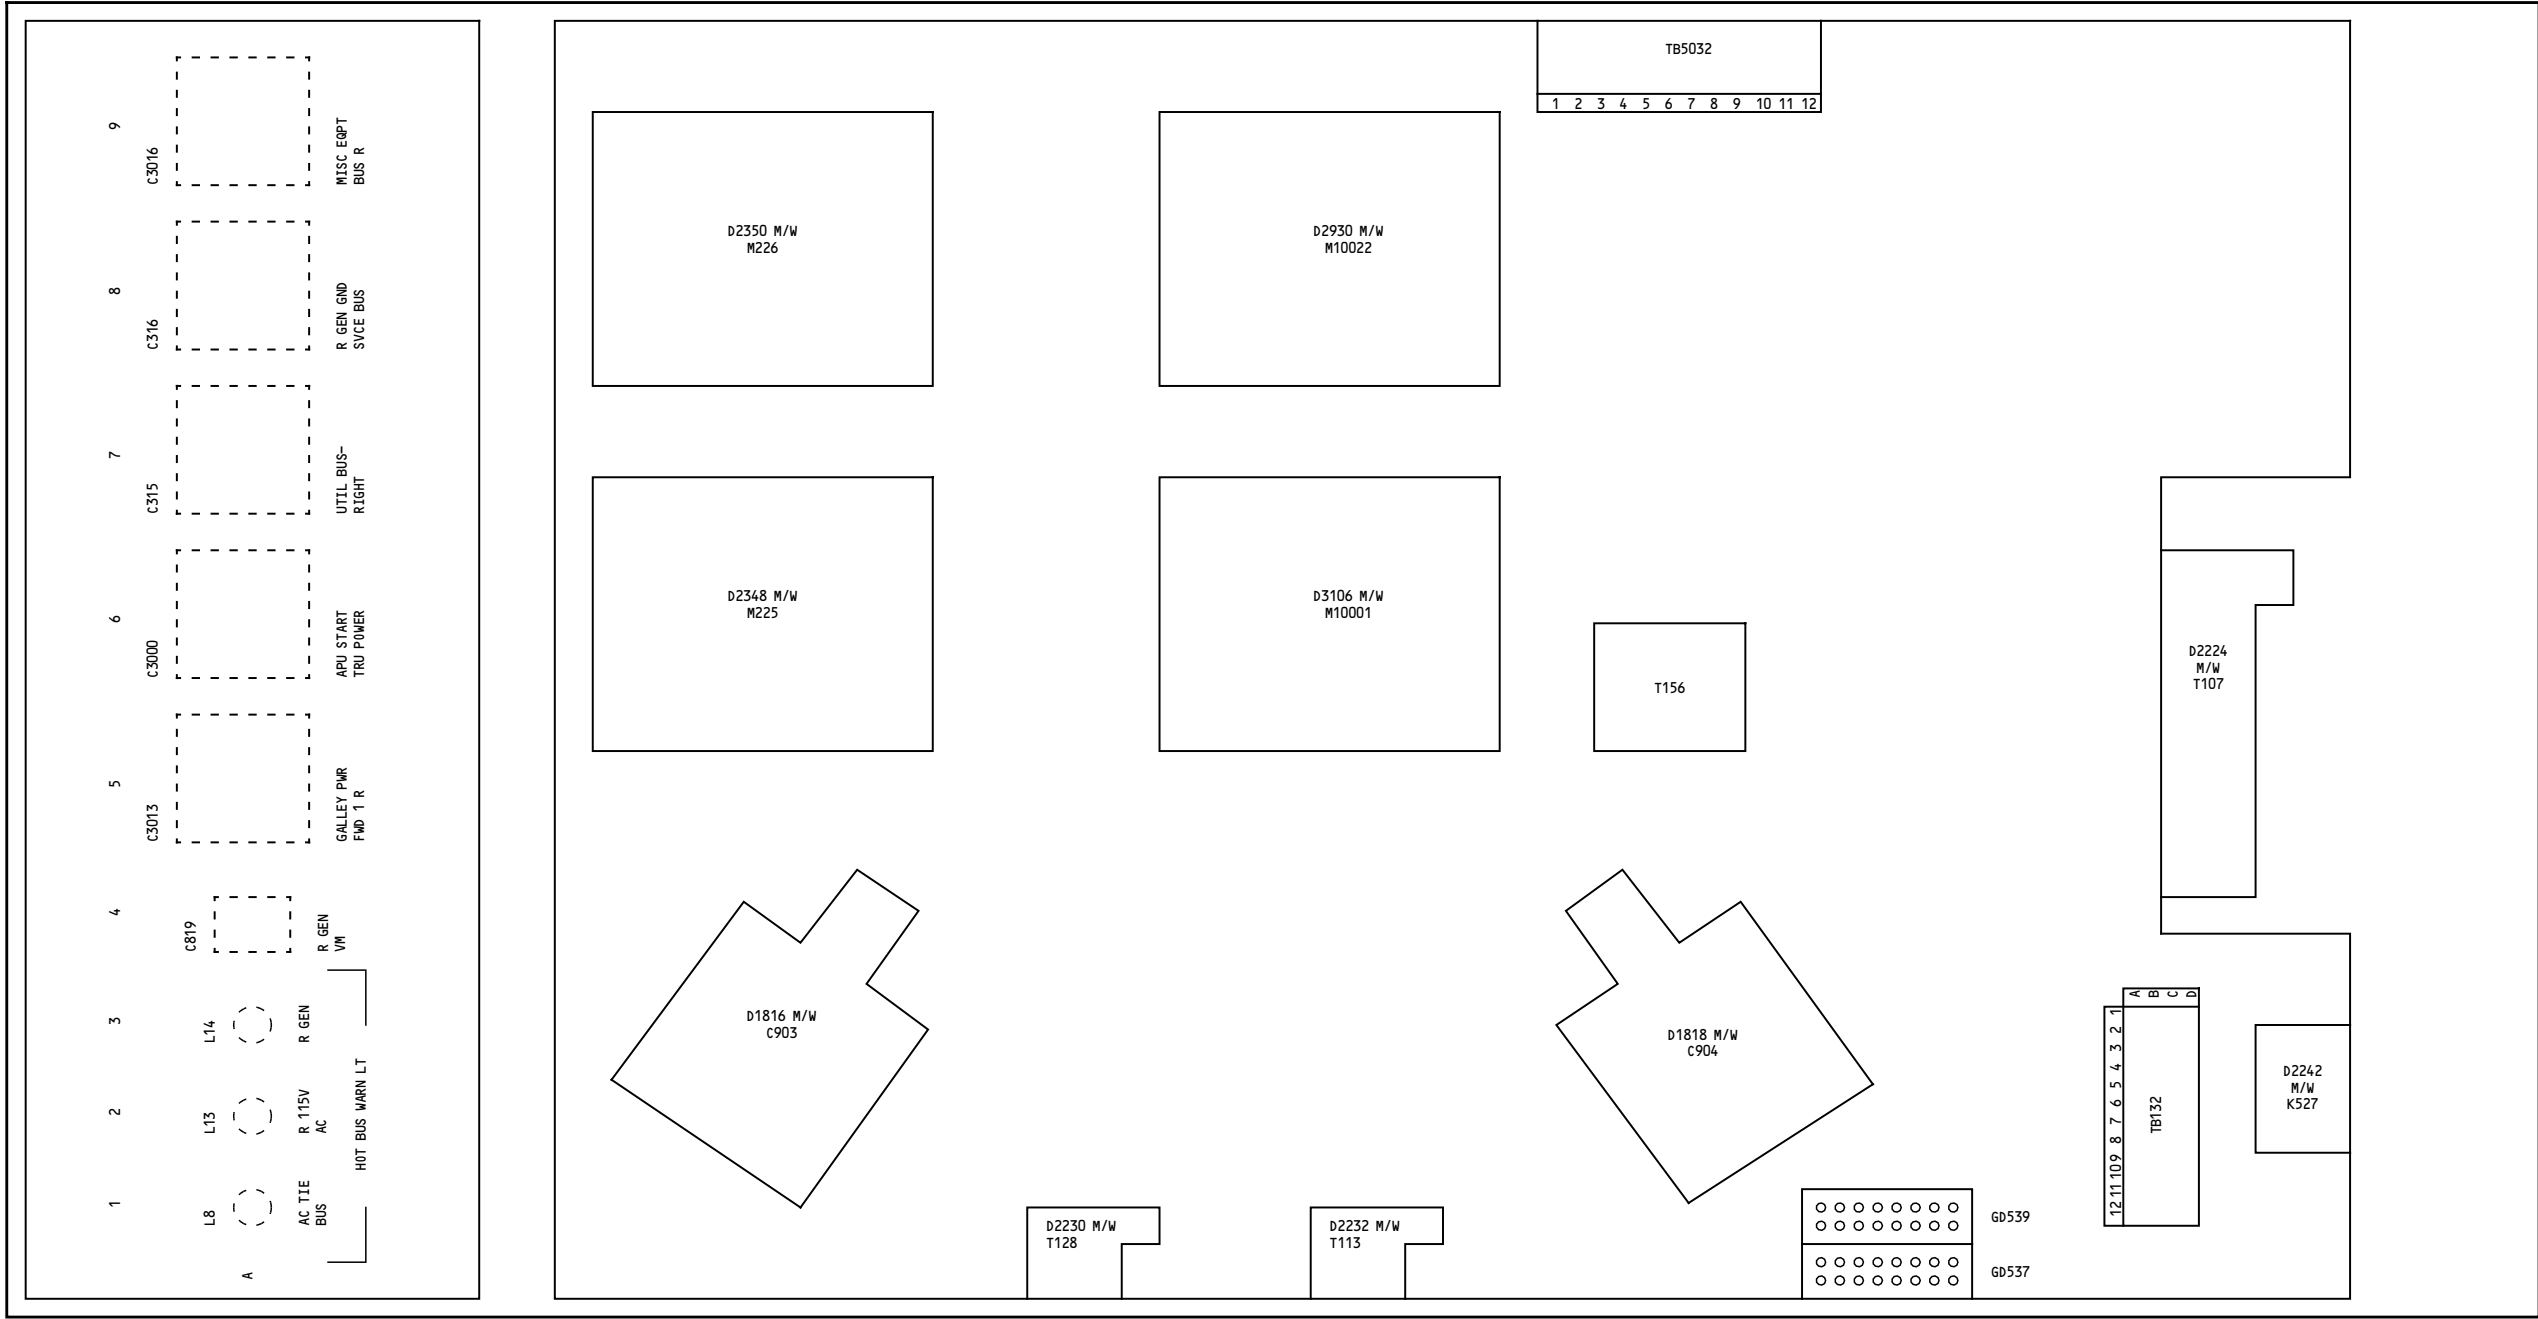 9
C3016
MISC EQPT
BUS R
8
C316
R GEN GND
SVCE BUS
7
C315
UTIL BUS-
RIGHT
6
C3000
APU START
TRU POWER
5
C3013
GALLEY PWR
FWD 1 R
4
C819
R GEN
VM
3
L14
R GEN
2
L13
R 115V
AC
HOT BUS WARN LT
1
L8
AC TIE
BUS
A
TB5032
1 2 3 4 5 6 7 8 9 10 11 12
D2350 M/W
M226
D2930 M/W
M10022
D2348 M/W
M225
D3106 M/W
M10001
T156
D2224
M/W
T107
D1816 M/W
C903
D1818 M/W
C904
A B C D
1 2 3 4 5 6 7 8 9 10 11 12
TB132
D2242
M/W
K527
D2230 M/W
T128
D2232 M/W
T113
GD539
GD537